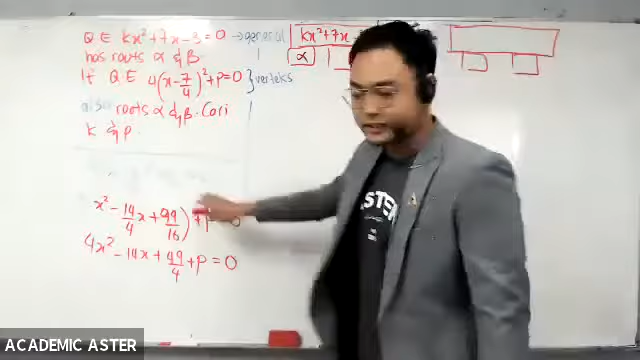 Q.E kx²+7x-3=0 → general
has roots α & β
If Q.E 4(x-7/4)²+p=0 } verteks
also roots α & β. Cari
k & p.
x² - 14/4 x + 49/16) + p = 0
4x² - 14x + 49/4 + p = 0
kx²+7x
α
ASTER
ACADEMIC ASTER